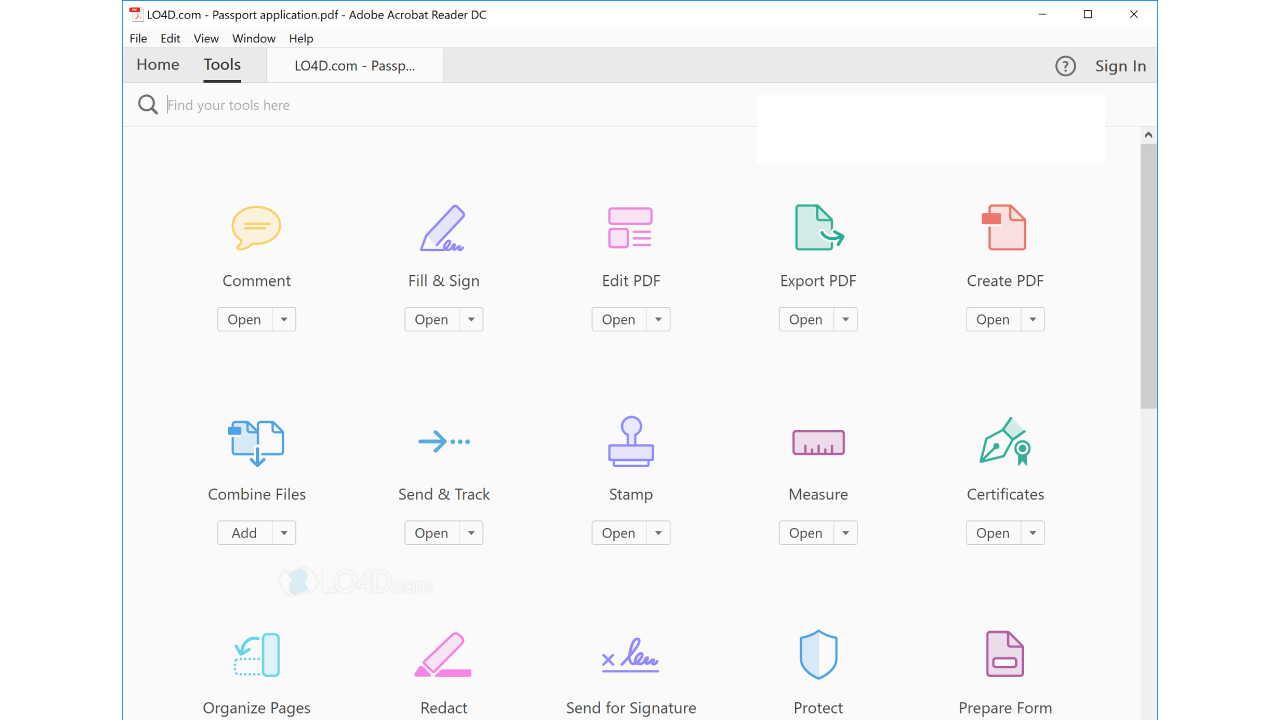 LO4D.com - Passport application.pdf - Adobe Acrobat Reader DC
File Edit View Window Help
Home Tools LO4D.com - Passp... ? Sign In
Find your tools here
Comment Fill & Sign Edit PDF Export PDF Create PDF
Open Open Open Open Open
Combine Files Send & Track Stamp Measure Certificates
Add Open Open Open Open
LO4D.com
Organize Pages Redact Send for Signature Protect Prepare Form